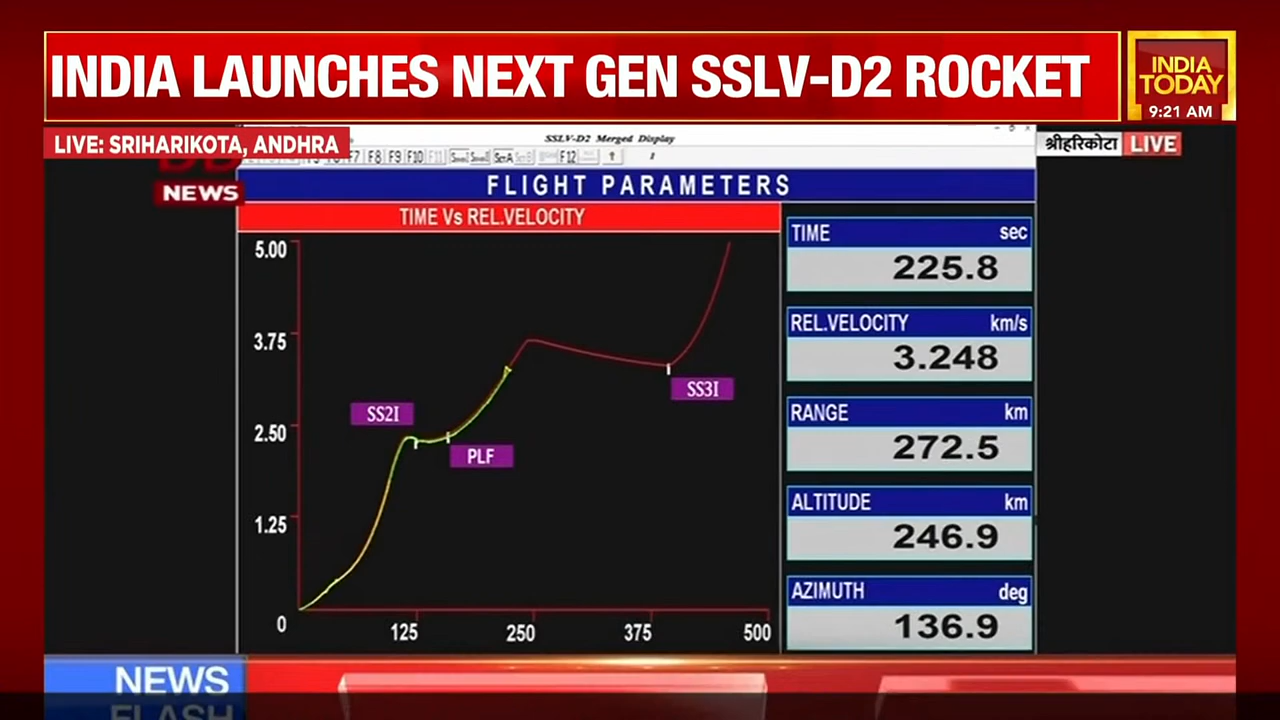 INDIA LAUNCHES NEXT GEN SSLV-D2 ROCKET
INDIA
TODAY
9:21 AM
LIVE: SRIHARIKOTA, ANDHRA
NEWS
श्रीहरिकोटा LIVE
SSLV-D2 Merged Display
F7 F8 F9 F10 F11 F12
FLIGHT PARAMETERS
TIME Vs REL.VELOCITY
5.00
3.75
2.50
1.25
0
125 250 375 500
SS2I
PLF
SS3I
TIME sec
225.8
REL.VELOCITY km/s
3.248
RANGE km
272.5
ALTITUDE km
246.9
AZIMUTH deg
136.9
NEWS
FLASH